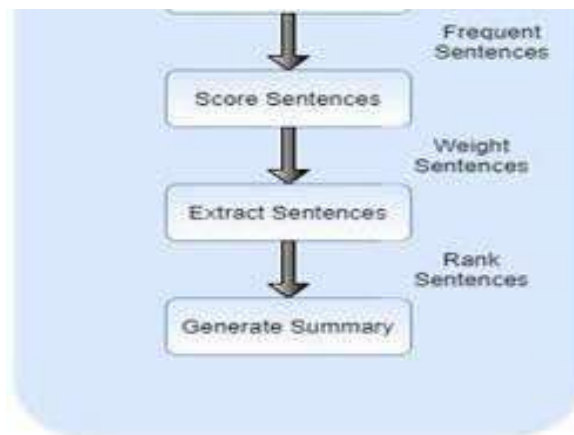 Frequent
Sentences
Score Sentences
Weight
Sentences
Extract Sentences
Rank
Sentences
Generate Summary